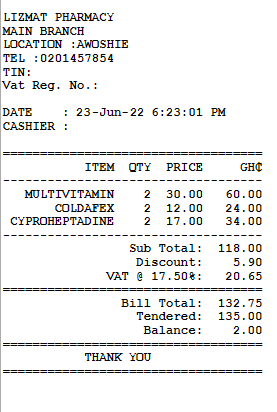 LIZMAT PHARMACY
MAIN BRANCH
LOCATION :AWOSHIE
TEL :0201457854
TIN:
Vat Reg. No.:
DATE : 23-Jun-22 6:23:01 PM
CASHIER :
ITEM QTY PRICE GH₵
MULTIVITAMIN 2 30.00 60.00
COLDAFEX 2 12.00 24.00
CYPROHEPTADINE 2 17.00 34.00
Sub Total: 118.00
Discount: 5.90
VAT @ 17.50%: 20.65
Bill Total: 132.75
Tendered: 135.00
Balance: 2.00
THANK YOU